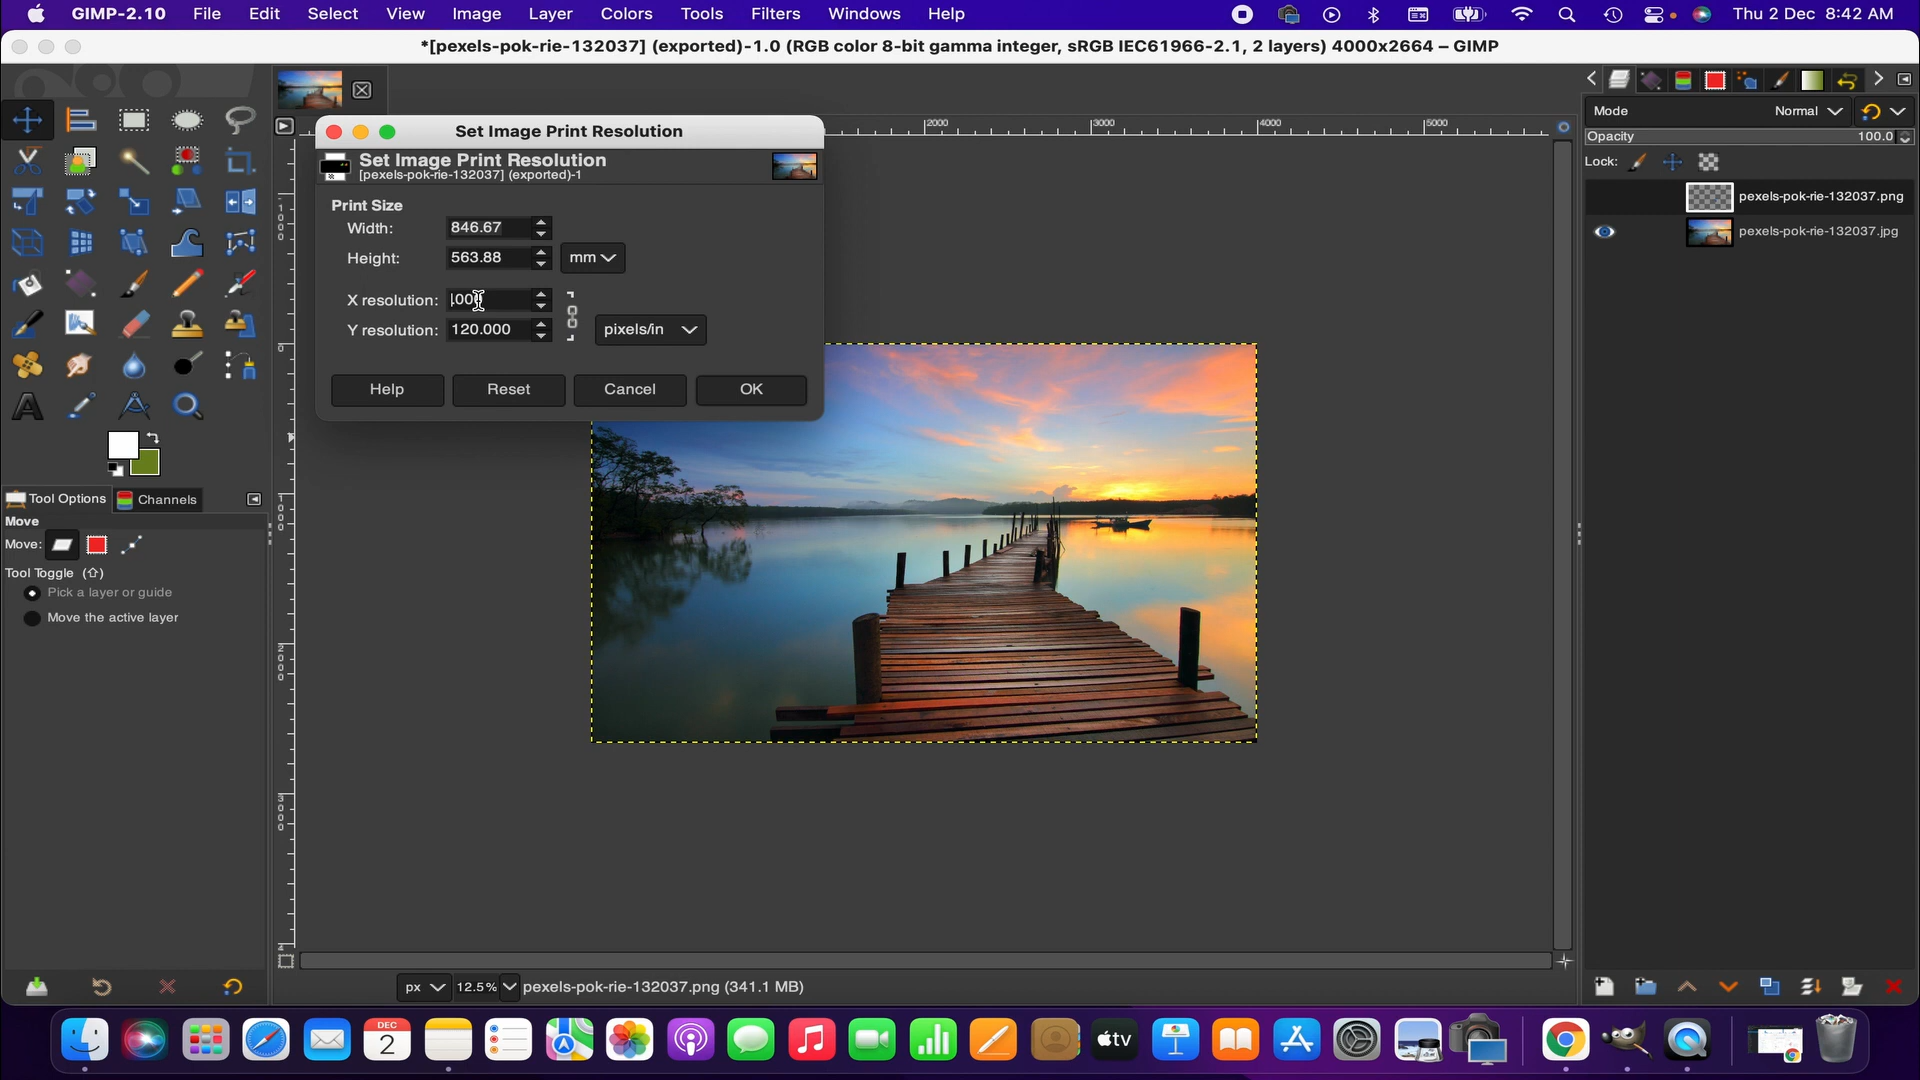 GIMP-2.10 File Edit Select View Image Layer Colors Tools Filters Windows Help Thu 2 Dec 8:42 AM
*[pexels-pok-rie-132037] (exported)-1.0 (RGB color 8-bit gamma integer, sRGB IEC61966-2.1, 2 layers) 4000x2664 – GIMP
Set Image Print Resolution
Set Image Print Resolution
[pexels-pok-rie-132037] (exported)-1
Print Size
Width: 846.67
Height: 563.88 mm
X resolution: .000
Y resolution: 120.000 pixels/in
Help Reset Cancel OK
2000 3000 4000 5000
1000
0
1000
2000
3000
Mode Normal
Opacity 100.0
Lock:
pexels-pok-rie-132037.png
pexels-pok-rie-132037.jpg
Tool Options Channels
Move
Move:
Tool Toggle (⇧)
Pick a layer or guide
Move the active layer
px 12.5% pexels-pok-rie-132037.png (341.1 MB)
DEC
2
tv